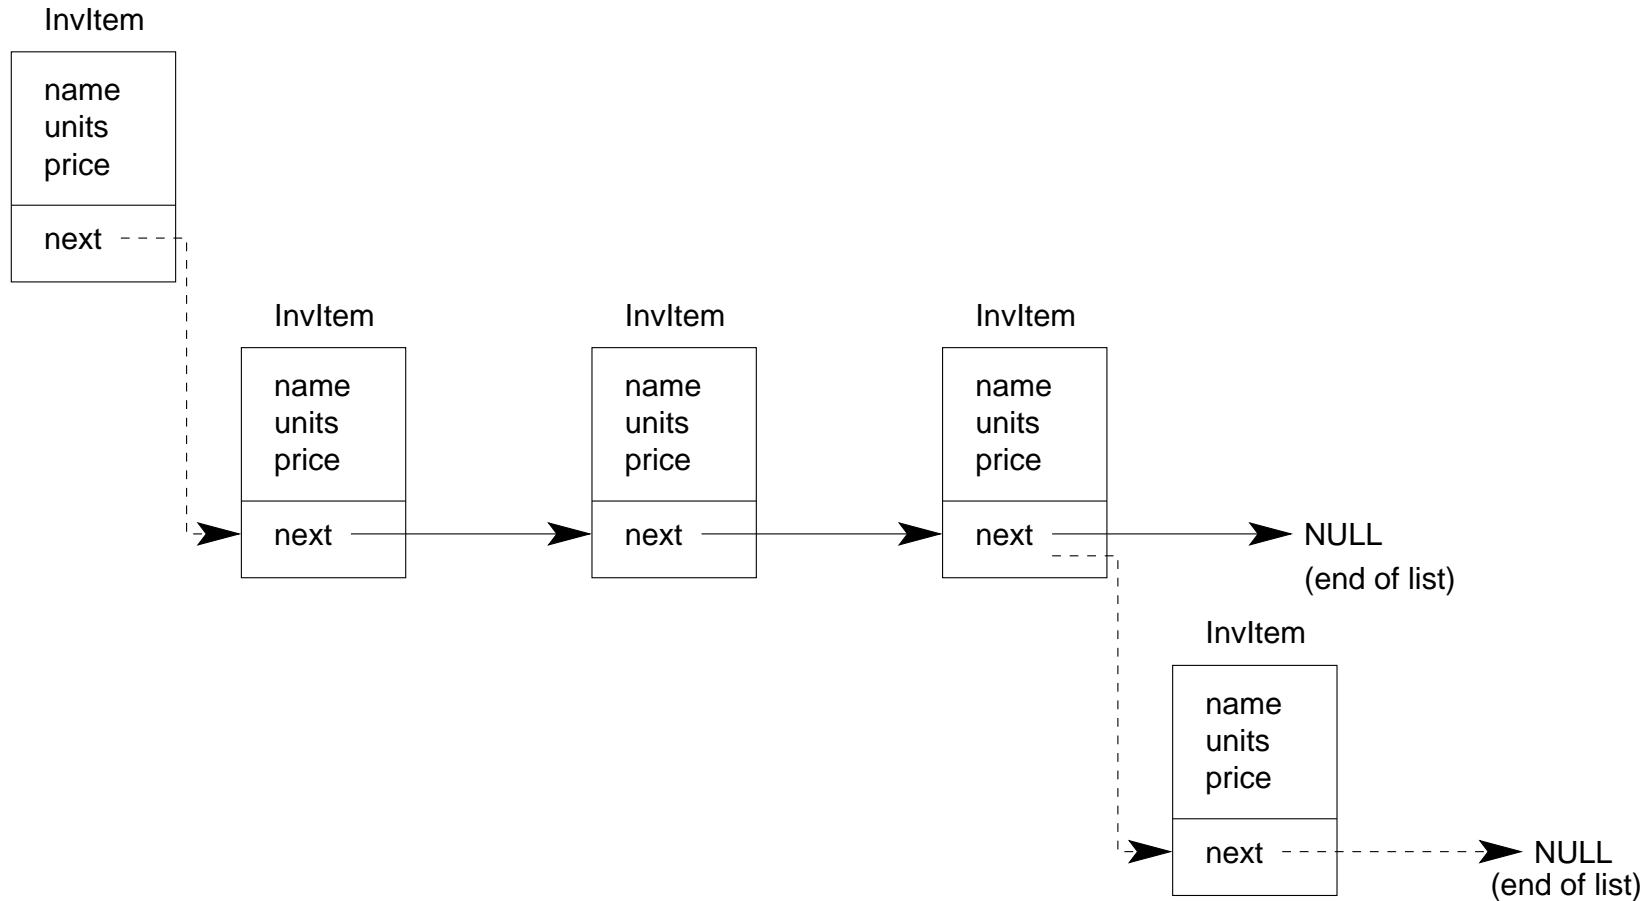 InvItem
name
units
price
next
InvItem
name
units
price
next
InvItem
name
units
price
next
InvItem
name
units
price
next
NULL
(end of list)
InvItem
name
units
price
next
NULL
(end of list)